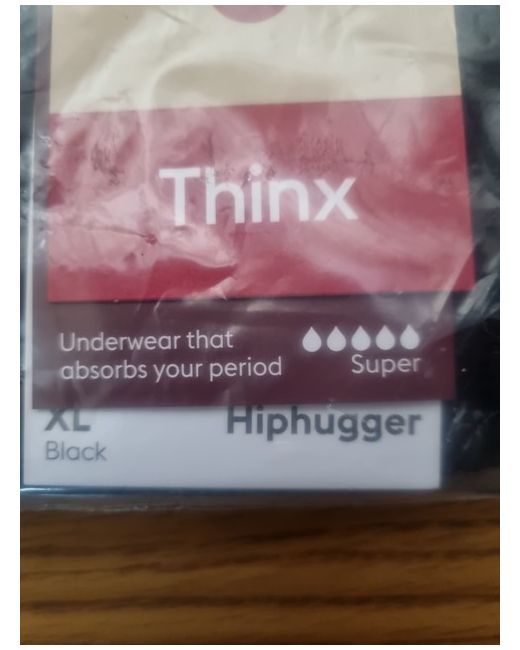 Thinx
Underwear that
absorbs your period
Super
XL
Hiphugger
Black